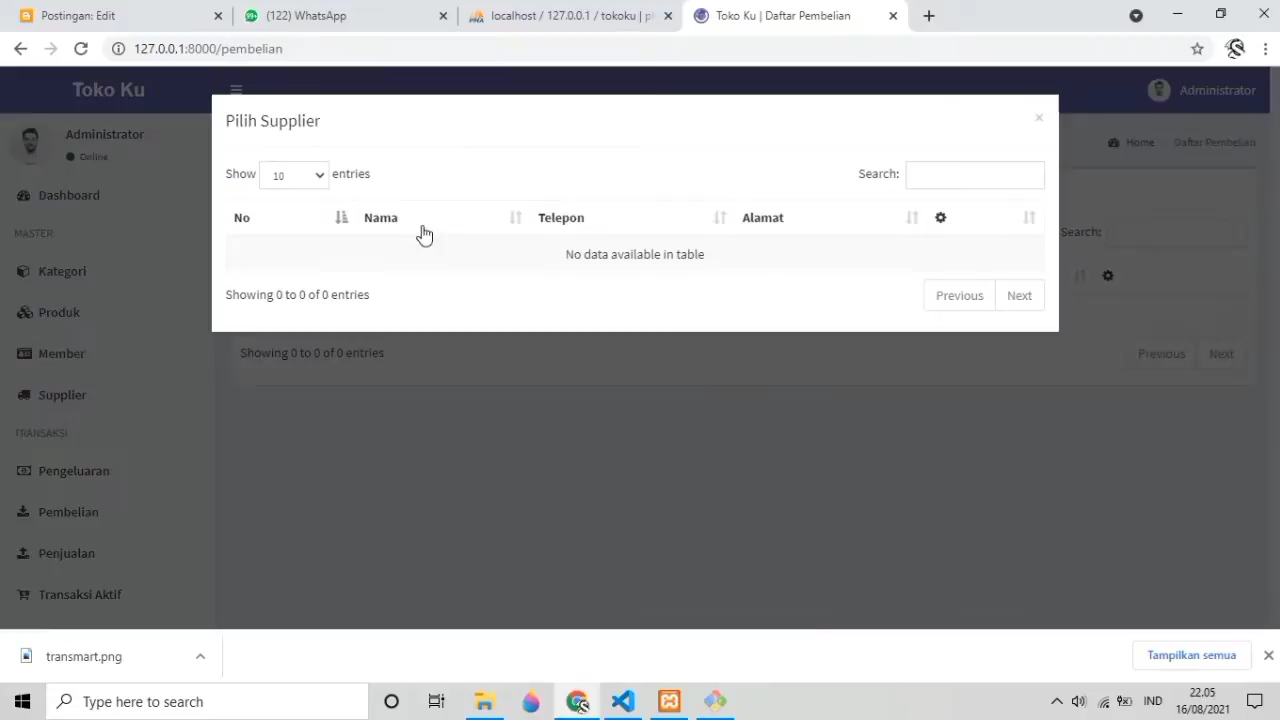 Postingan: Edit
(122) WhatsApp
localhost / 127.0.0.1 / tokoku | p
Toko Ku | Daftar Pembelian
127.0.0.1:8000/pembelian
Toko Ku
Administrator
Pilih Supplier
×
Administrator
Online
Home
Daftar Pembelian
Show 10 entries
Search:
Dashboard
No
Nama
Telepon
Alamat
MASTER
Search:
No data available in table
Kategori
Showing 0 to 0 of 0 entries
Previous
Next
Produk
Member
Showing 0 to 0 of 0 entries
Previous
Next
Supplier
TRANSAKSI
Pengeluaran
Pembelian
Penjualan
Transaksi Aktif
transmart.png
Tampilkan semua
Type here to search
IND
22.05
16/08/2021